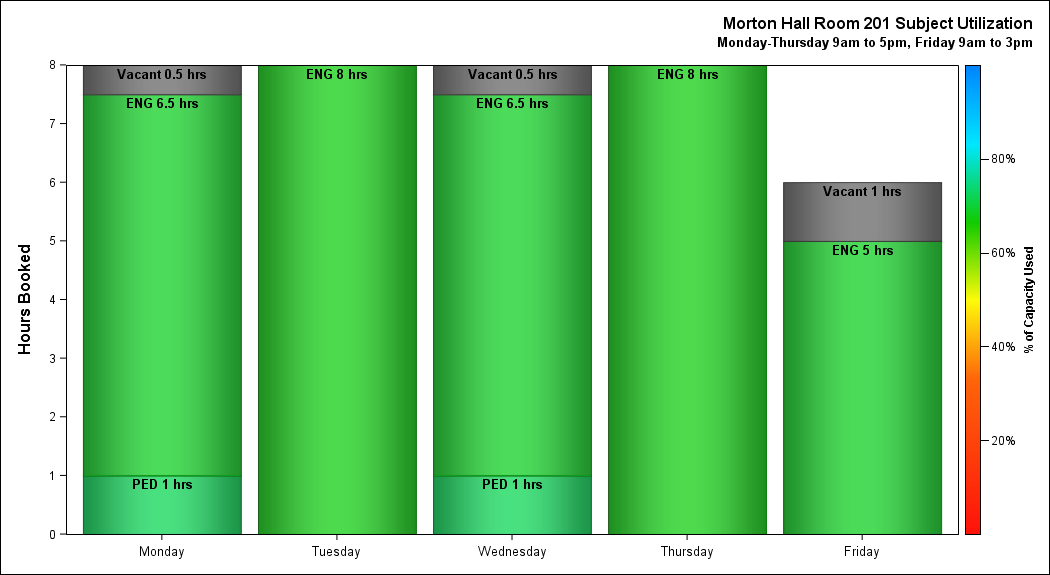 Morton Hall Room 201 Subject Utilization
Monday-Thursday 9am to 5pm, Friday 9am to 3pm
Hours Booked
8
7
6
5
4
3
2
1
0
Vacant 0.5 hrs
ENG 6.5 hrs
PED 1 hrs
ENG 8 hrs
Vacant 0.5 hrs
ENG 6.5 hrs
PED 1 hrs
ENG 8 hrs
Vacant 1 hrs
ENG 5 hrs
Monday
Tuesday
Wednesday
Thursday
Friday
80%
60%
40%
20%
% of Capacity Used